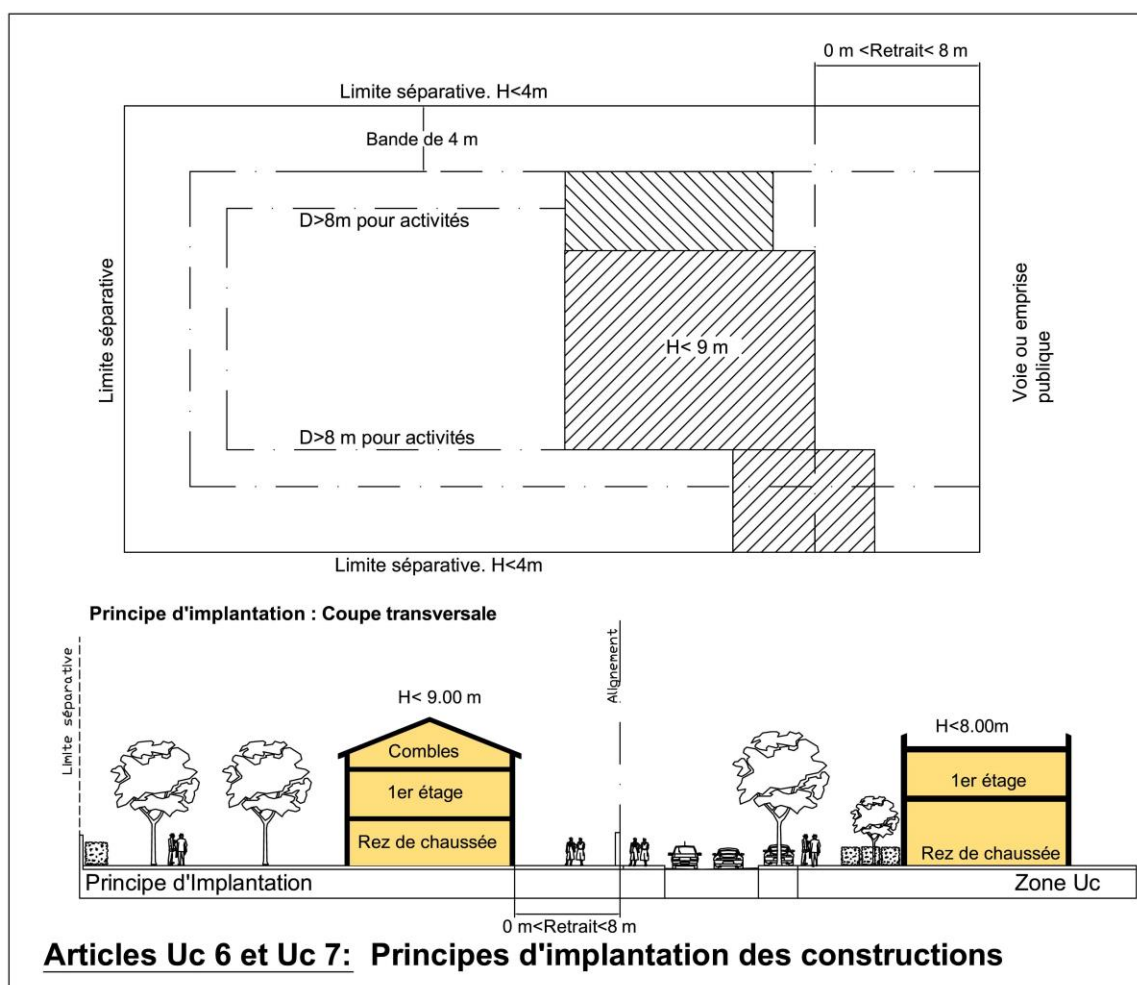 0 m <Retrait< 8 m
Limite séparative. H<4m
Bande de 4 m
D>8m pour activités
Limite séparative
H< 9 m
Voie ou emprise
publique
D>8 m pour activités
Limite séparative. H<4m
Principe d'implantation : Coupe transversale
Limite séparative
Alignement
H< 9.00 m
H<8.00m
Combles
1er étage
1er étage
Rez de chaussée
Rez de chaussée
Principe d'Implantation
Zone Uc
0 m<Retrait<8 m
Articles Uc 6 et Uc 7: Principes d'implantation des constructions